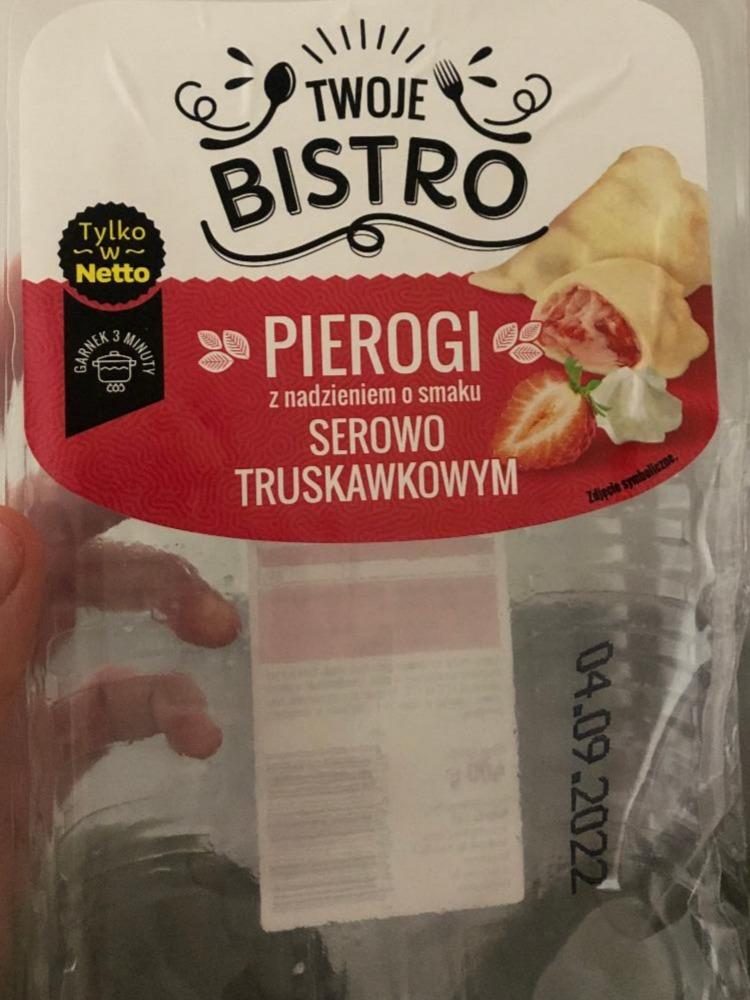 TWOJE
BISTRO
Tylko
w
Netto
GARNEK 3 MINUTY
PIEROGI
z nadzieniem o smaku
SEROWO
TRUSKAWKOWYM
Zdjęcie symboliczne.
04.09.2022